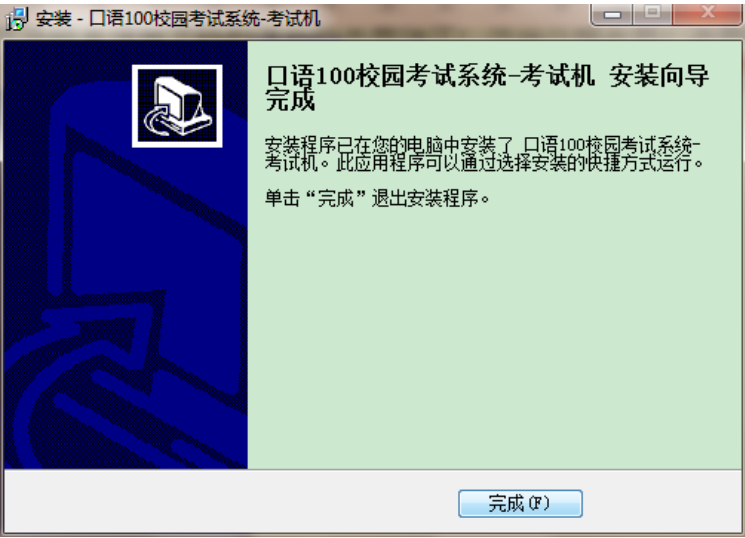 安装 - 口语100校园考试系统-考试机
口语100校园考试系统-考试机 安装向导
完成
安装程序已在您的电脑中安装了 口语100校园考试系统-
考试机。此应用程序可以通过选择安装的快捷方式运行。
单击“完成”退出安装程序。
完成(F)